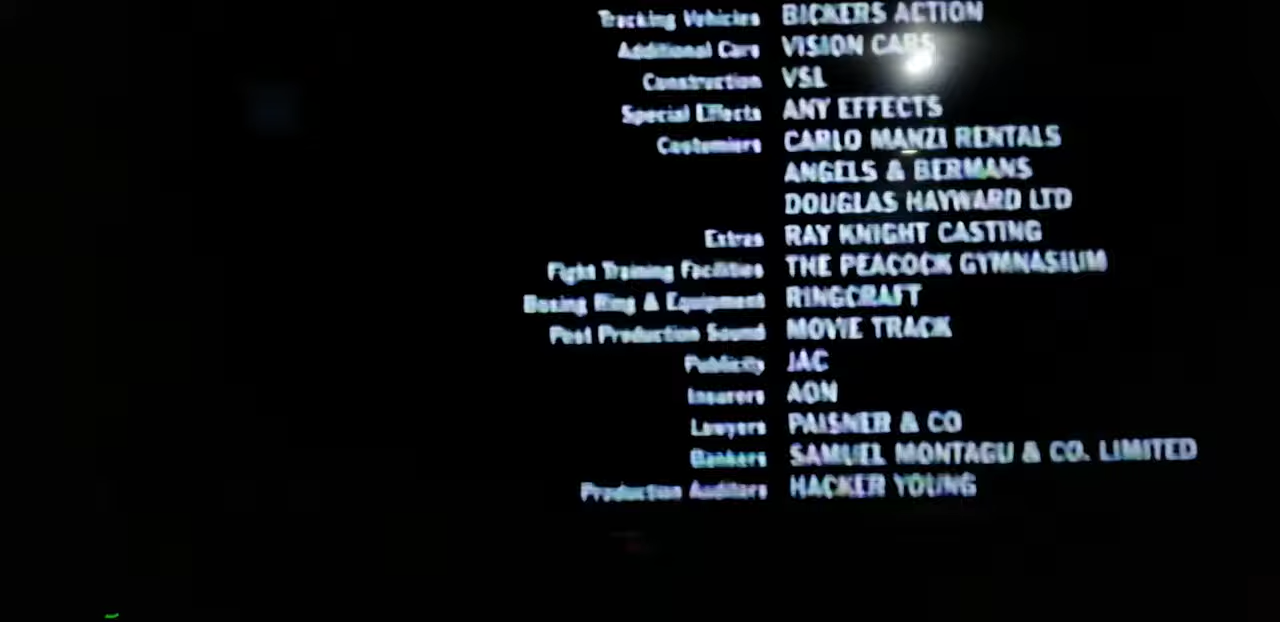 Tracking Vehicles BICKERS ACTION
Additional Cars VISION CARS
Construction VSL
Special Effects ANY EFFECTS
Costumiers CARLO MANZI RENTALS
ANGELS & BERMANS
DOUGLAS HAYWARD LTD
Extras RAY KNIGHT CASTING
Fight Training Facilities THE PEACOCK GYMNASIUM
Boxing Ring & Equipment RINGCRAFT
Post Production Sound MOVIE TRACK
Publicity JAC
Insurers AON
Lawyers PAISNER & CO
Bankers SAMUEL MONTAGU & CO. LIMITED
Production Auditors HACKER YOUNG